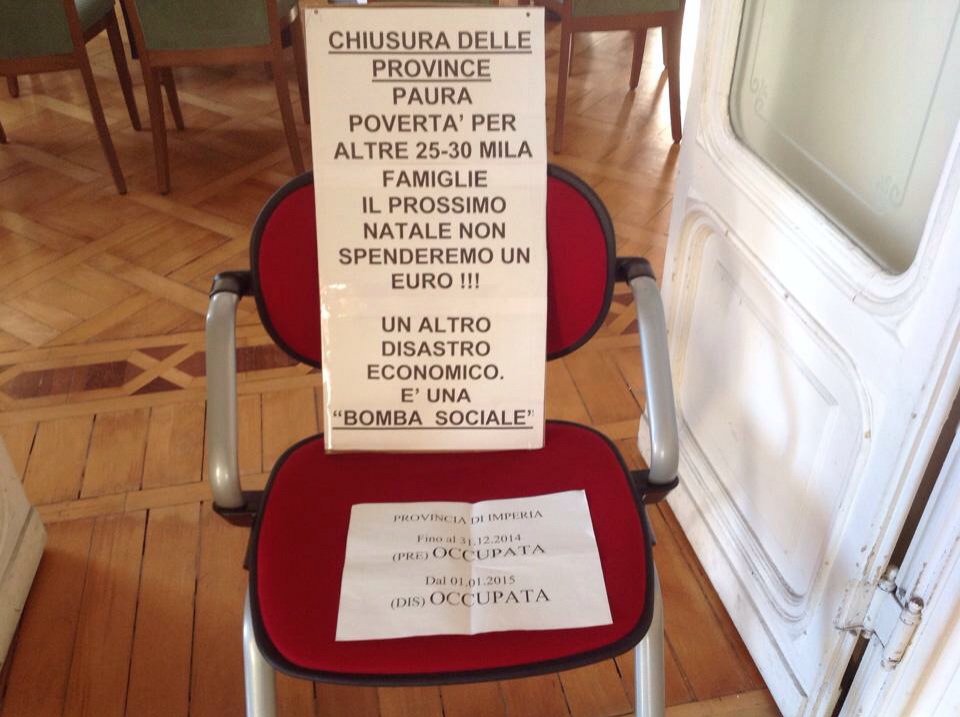 CHIUSURA DELLE
PROVINCE
PAURA
POVERTA' PER
ALTRE 25-30 MILA
FAMIGLIE
IL PROSSIMO
NATALE NON
SPENDEREMO UN
EURO !!!
UN ALTRO
DISASTRO
ECONOMICO.
E' UNA
"BOMBA SOCIALE"
PROVINCIA DI IMPERIA
Fino al 31.12.2014
(PRE) OCCUPATA
Dal 01.01.2015
(DIS) OCCUPATA